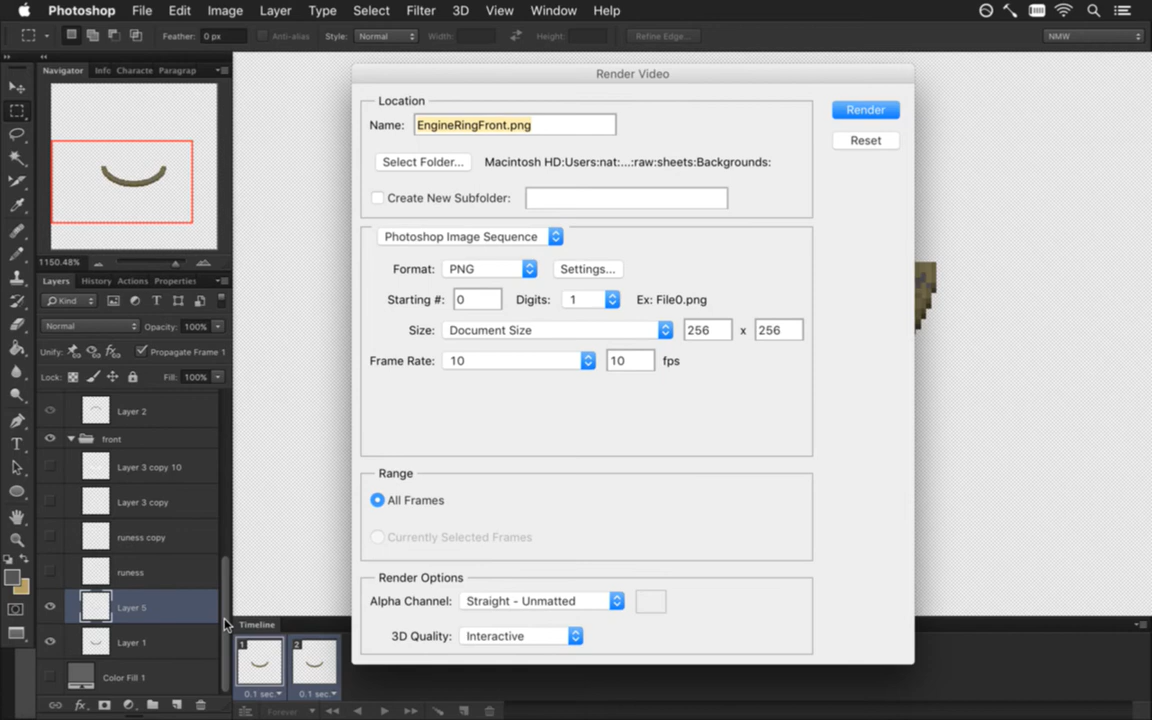 Photoshop File Edit Image Layer Type Select Filter 3D View Window Help
Feather: 0 px Anti-alias Style: Normal Width: Height: Refine Edge... NMW
Navigator Info Characte Paragrap
1150.48%
Layers History Actions Properties
Kind
Normal Opacity: 100%
Unify: Propagate Frame 1
Lock: Fill: 100%
Layer 2
front
Layer 3 copy 10
Layer 3 copy
runess copy
runess
Layer 5
Layer 1
Color Fill 1
Render Video
Location
Name: EngineRingFront.png
Render
Reset
Select Folder... Macintosh HD:Users:nat:...:raw:sheets:Backgrounds:
Create New Subfolder:
Photoshop Image Sequence
Format: PNG Settings...
Starting #: 0 Digits: 1 Ex: File0.png
Size: Document Size 256 x 256
Frame Rate: 10 10 fps
Range
All Frames
Currently Selected Frames
Render Options
Alpha Channel: Straight - Unmatted
3D Quality: Interactive
Timeline
1 2
0.1 sec. 0.1 sec.
Forever